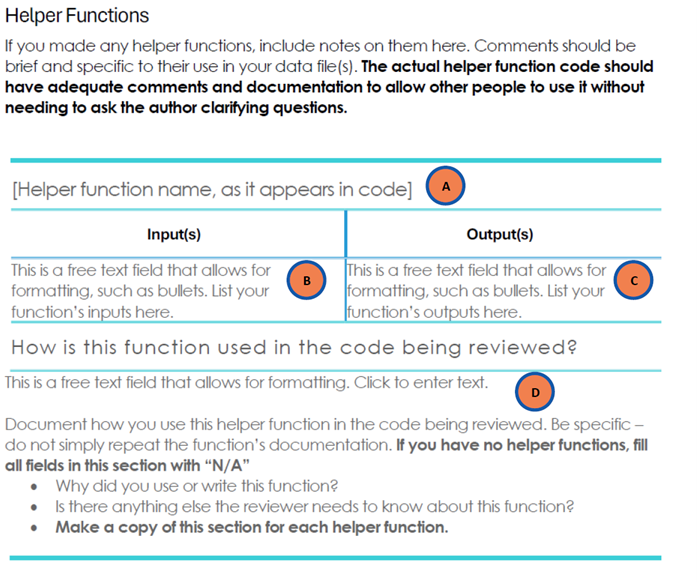 Helper Functions
If you made any helper functions, include notes on them here. Comments should be
brief and specific to their use in your data file(s). The actual helper function code should
have adequate comments and documentation to allow other people to use it without
needing to ask the author clarifying questions.
[Helper function name, as it appears in code] A
Input(s) Output(s)
This is a free text field that allows for
formatting, such as bullets. List your
function's inputs here.
B
This is a free text field that allows for
formatting, such as bullets. List your
function's outputs here.
C
How is this function used in the code being reviewed?
This is a free text field that allows for formatting. Click to enter text.
D
Document how you use this helper function in the code being reviewed. Be specific –
do not simply repeat the function's documentation. If you have no helper functions, fill
all fields in this section with “N/A”
• Why did you use or write this function?
• Is there anything else the reviewer needs to know about this function?
• Make a copy of this section for each helper function.